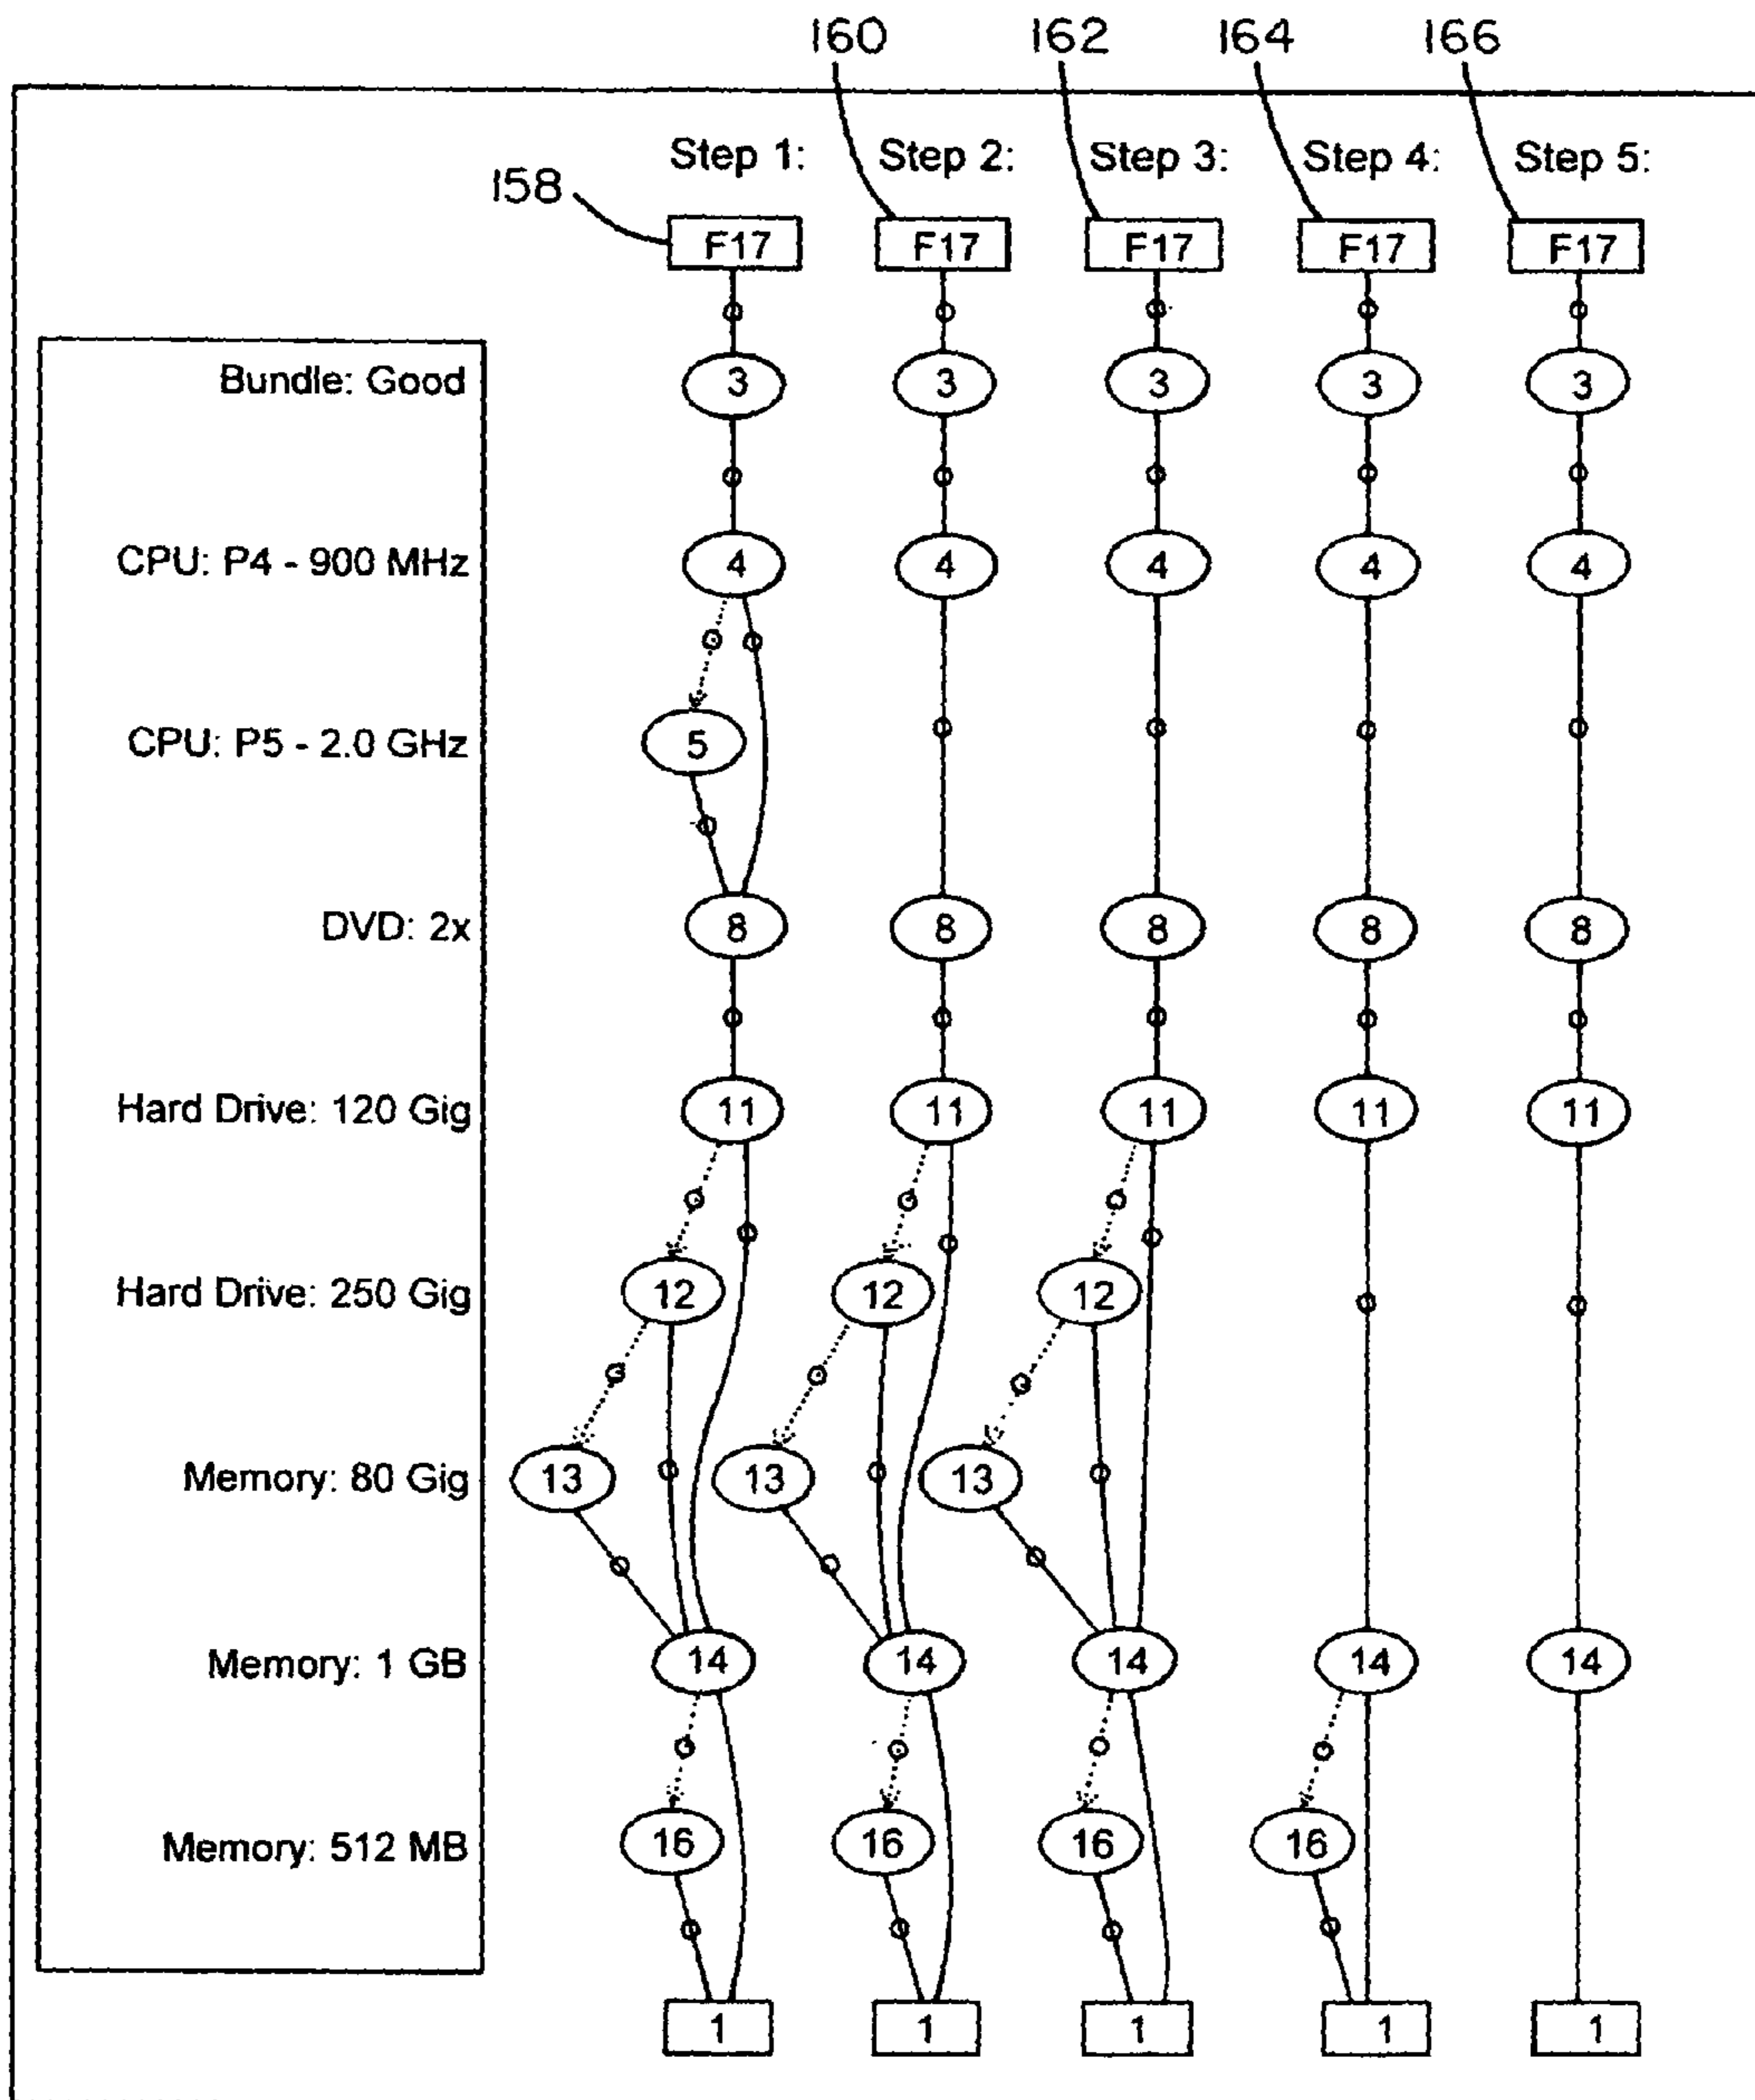 160 162 164 166
Step 1: Step 2: Step 3: Step 4: Step 5:
158
F17 F17 F17 F17 F17
Bundle: Good 3 3 3 3 3
CPU: P4 - 900 MHz 4 4 4 4 4
CPU: P5 - 2.0 GHz 5
DVD: 2x 8 8 8 8 8
Hard Drive: 120 Gig 11 11 11 11 11
Hard Drive: 250 Gig 12 12 12
Memory: 80 Gig 13 13 13
Memory: 1 GB 14 14 14 14 14
Memory: 512 MB 16 16 16 16
1 1 1 1 1